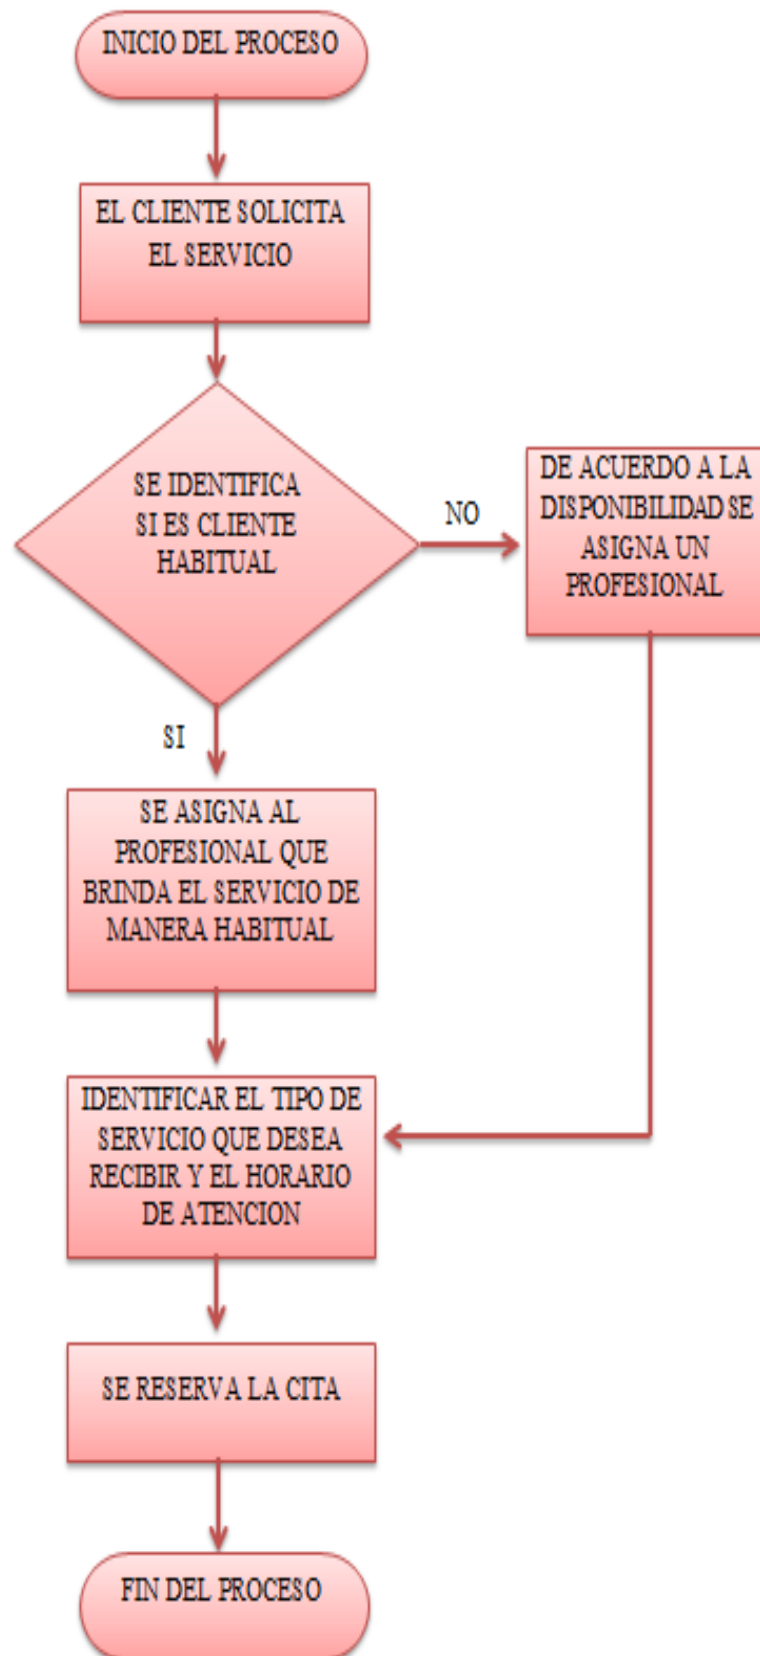 INICIO DEL PROCESO
EL CLIENTE SOLICITA
EL SERVICIO
SE IDENTIFICA
SI ES CLIENTE
HABITUAL
NO
DE ACUERDO A LA
DISPONIBILIDAD SE
ASIGNA UN
PROFESIONAL
SI
SE ASIGNA AL
PROFESIONAL QUE
BRINDA EL SERVICIO DE
MANERA HABITUAL
IDENTIFICAR EL TIPO DE
SERVICIO QUE DESEA
RECIBIR Y EL HORARIO
DE ATENCION
SE RESERVA LA CITA
FIN DEL PROCESO